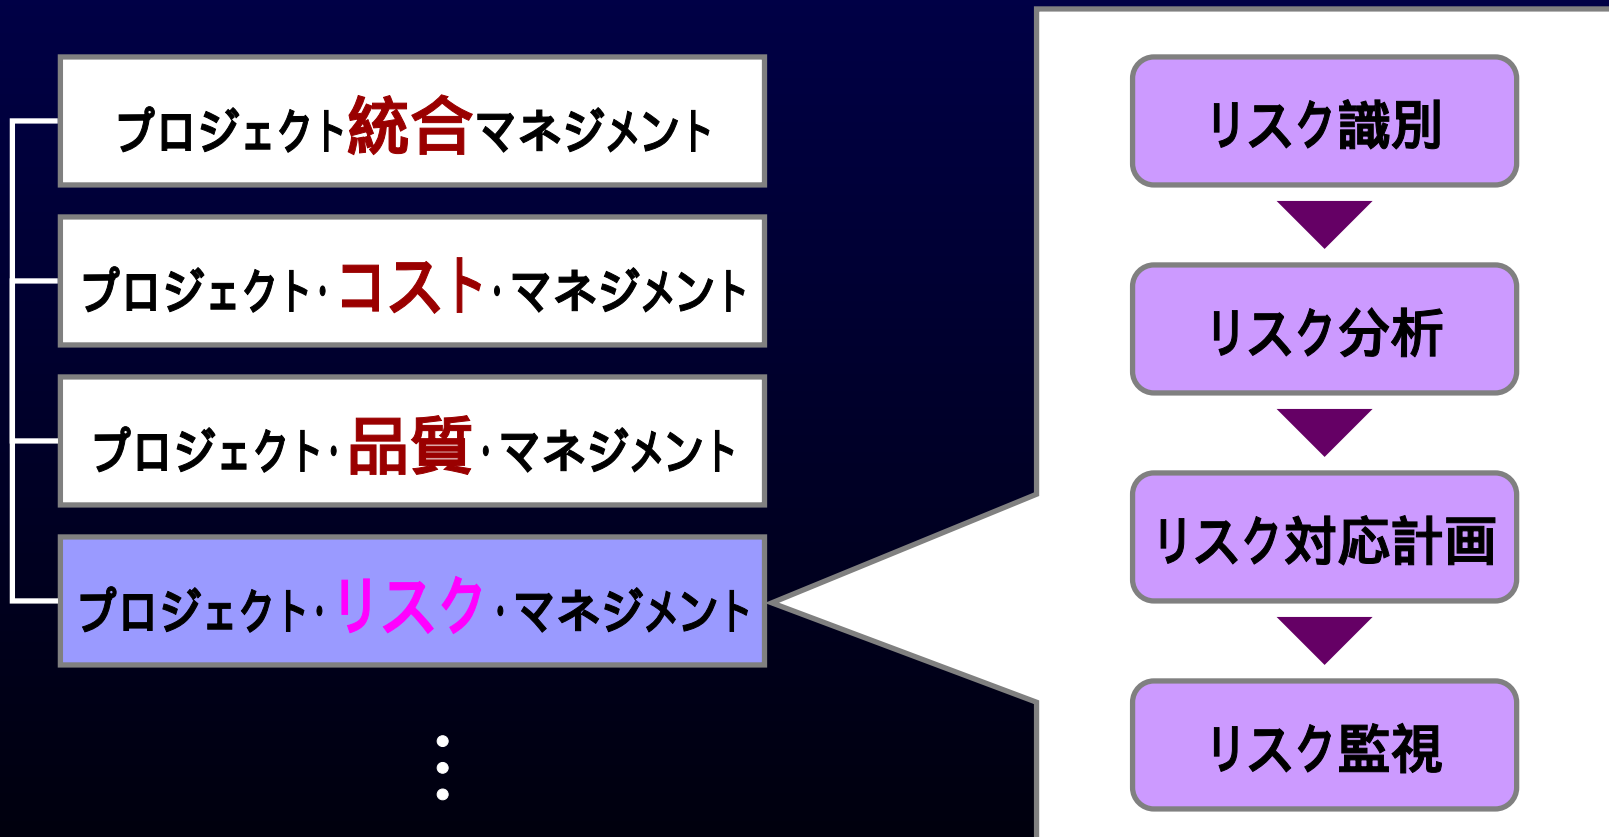 プロジェクト統合マネジメント
プロジェクト・コスト・マネジメント
プロジェクト・品質・マネジメント
プロジェクト・リスク・マネジメント
リスク識別
リスク分析
リスク対応計画
リスク監視